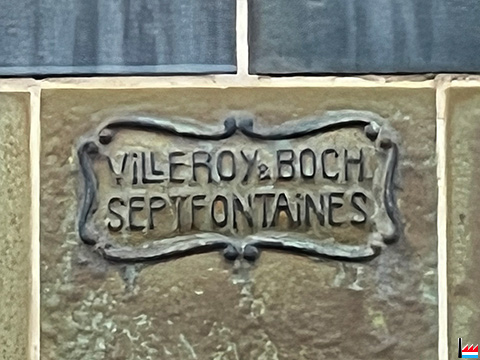 VILLEROY & BOCH
SEPTFONTAINES